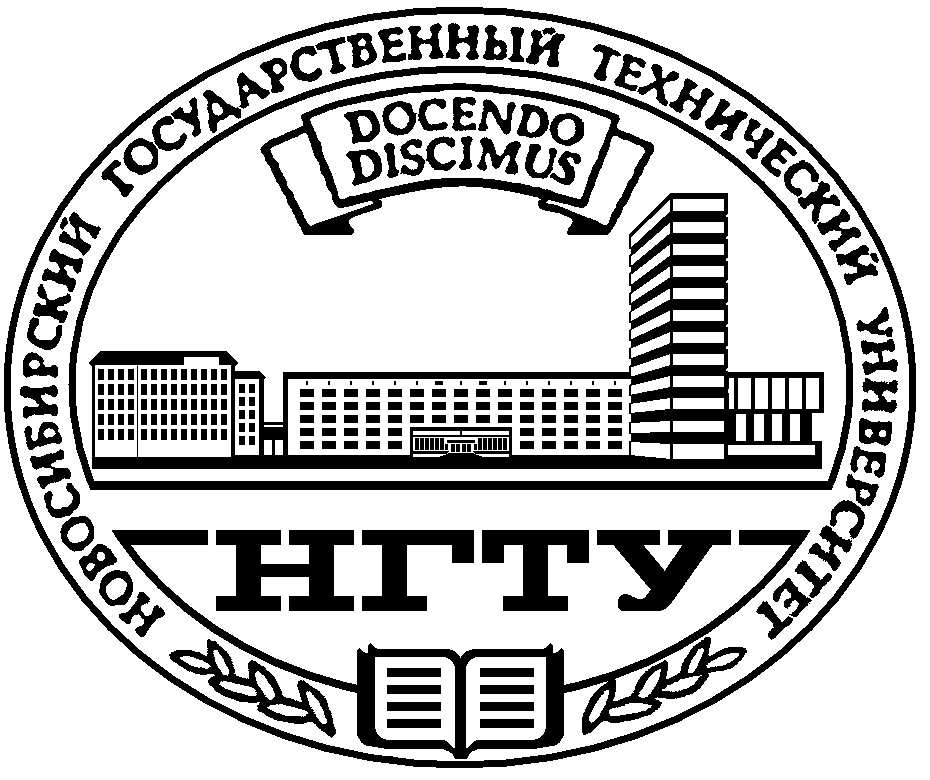 НОВОСИБИРСКИЙ ГОСУДАРСТВЕННЫЙ ТЕХНИЧЕСКИЙ УНИВЕРСИТЕТ
DOCENDO
DISCIMUS
НГТУ